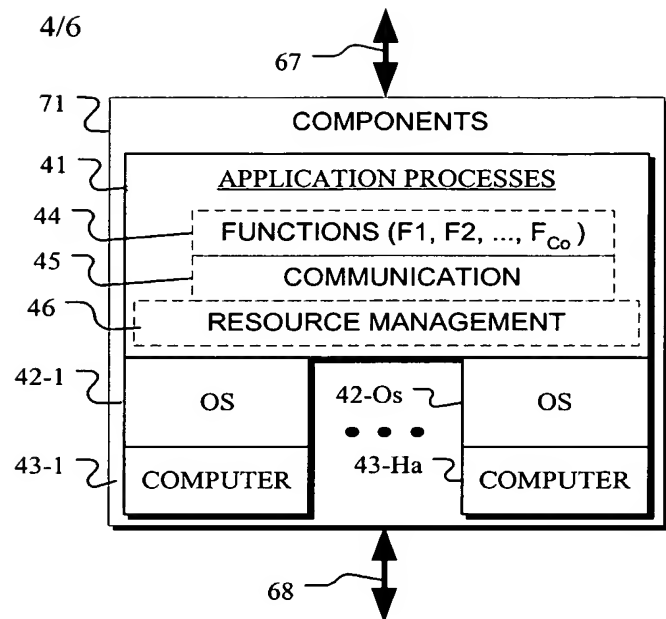 4/6
67
71
COMPONENTS
41
APPLICATION PROCESSES
44
FUNCTIONS (F1, F2, ..., F_Co )
45
COMMUNICATION
46
RESOURCE MANAGEMENT
42-1
OS
42-Os
OS
43-1
COMPUTER
43-Ha
COMPUTER
68